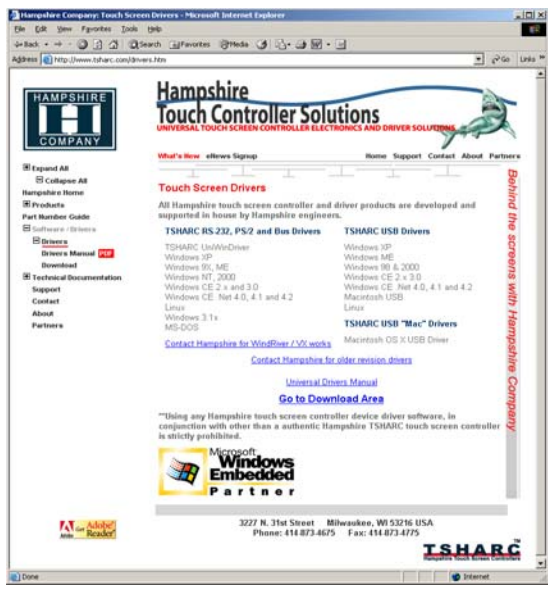 Hampshire Company: Touch Screen Drivers - Microsoft Internet Explorer
File Edit View Favorites Tools Help
Back Search Favorites Media
Address http://www.tsharc.com/drivers.htm Go Links
HAMPSHIRE
COMPANY
Hampshire
Touch Controller Solutions
UNIVERSAL TOUCH SCREEN CONTROLLER ELECTRONICS AND DRIVER SOLUTIONS
What's New eNews Signup Home Support Contact About Partners
Expand All
Collapse All
Hampshire Home
Products
Part Number Guide
Software / Drivers
Drivers
Drivers Manual PDF
Download
Technical Documentation
Support
Contact
About
Partners
Touch Screen Drivers
All Hampshire touch screen controller and driver products are developed and
supported in house by Hampshire engineers.
TSHARC RS-232, PS/2 and Bus Drivers
TSHARC UniWinDriver
Windows XP
Windows 9X, ME
Windows NT, 2000
Windows CE 2.x and 3.0
Windows CE .Net 4.0, 4.1 and 4.2
Linux
Windows 3.1x
MS-DOS
Contact Hampshire for WindRiver / VX works
TSHARC USB Drivers
Windows XP
Windows ME
Windows 98 & 2000
Windows CE 2.x 3.0
Windows CE .Net 4.0, 4.1 and 4.2
Macintosh USB
Linux
TSHARC USB "Mac" Drivers
Macintosh OS X USB Driver
Contact Hampshire for older revision drivers
Universal Drivers Manual
Go to Download Area
**Using any Hampshire touch screen controller device driver software, in
conjunction with other than a authentic Hampshire TSHARC touch screen controller
is strictly prohibited.
Behind the screens with Hampshire Company
Microsoft
Windows
Embedded
Partner
Adobe
Get Adobe Reader
3227 N. 31st Street Milwaukee, WI 53216 USA
Phone: 414-873-4675 Fax: 414-873-4775
TSHARC™
Hampshire Touch Screen Controllers
Done Internet